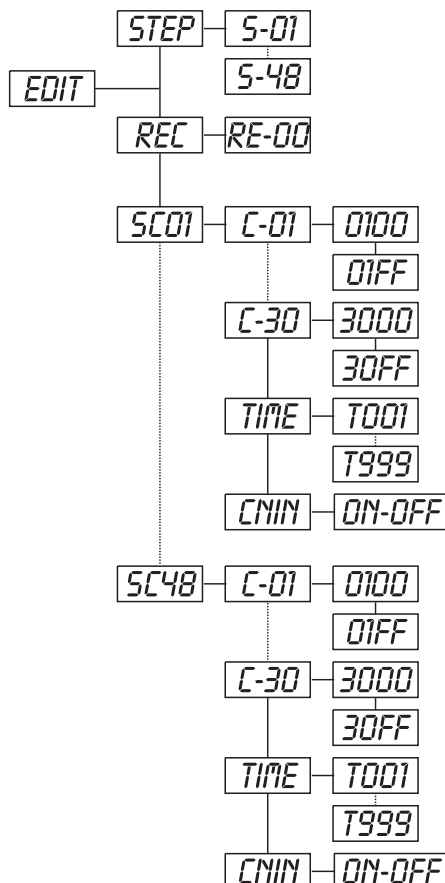 STEP S-01
S-48
EDIT
REC RE-00
SC01 C-01 0100
01FF
C-30 3000
30FF
TIME T001
T999
CNIN ON-OFF
SC48 C-01 0100
01FF
C-30 3000
30FF
TIME T001
T999
CNIN ON-OFF